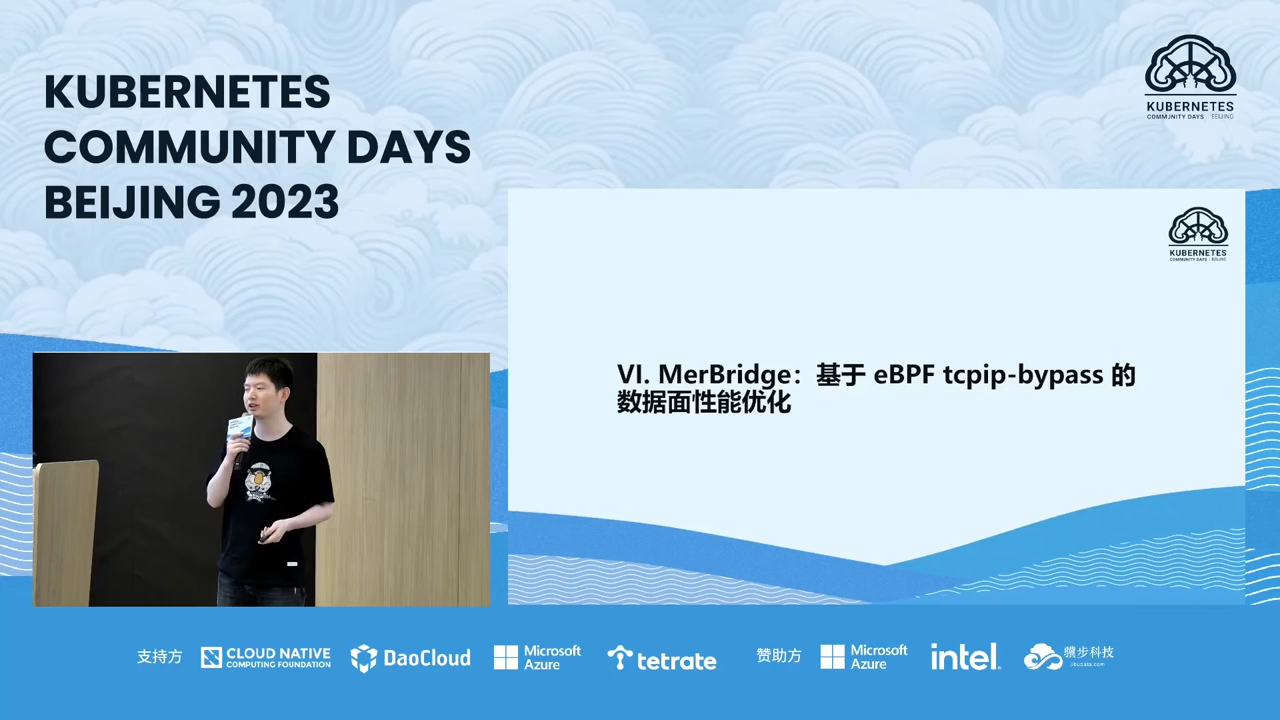 KUBERNETES
COMMUNITY DAYS
BEIJING 2023
KUBERNETES
COMMUNITY DAYS | BEIJING
KUBERNETES
COMMUNITY DAYS | BEIJING
VI. MerBridge：基于 eBPF tcpip-bypass 的
数据面性能优化
支持方
CLOUD NATIVE
COMPUTING FOUNDATION
DaoCloud
Microsoft
Azure
tetrate
赞助方
Microsoft
Azure
intel.
骥步科技
jibudata.com